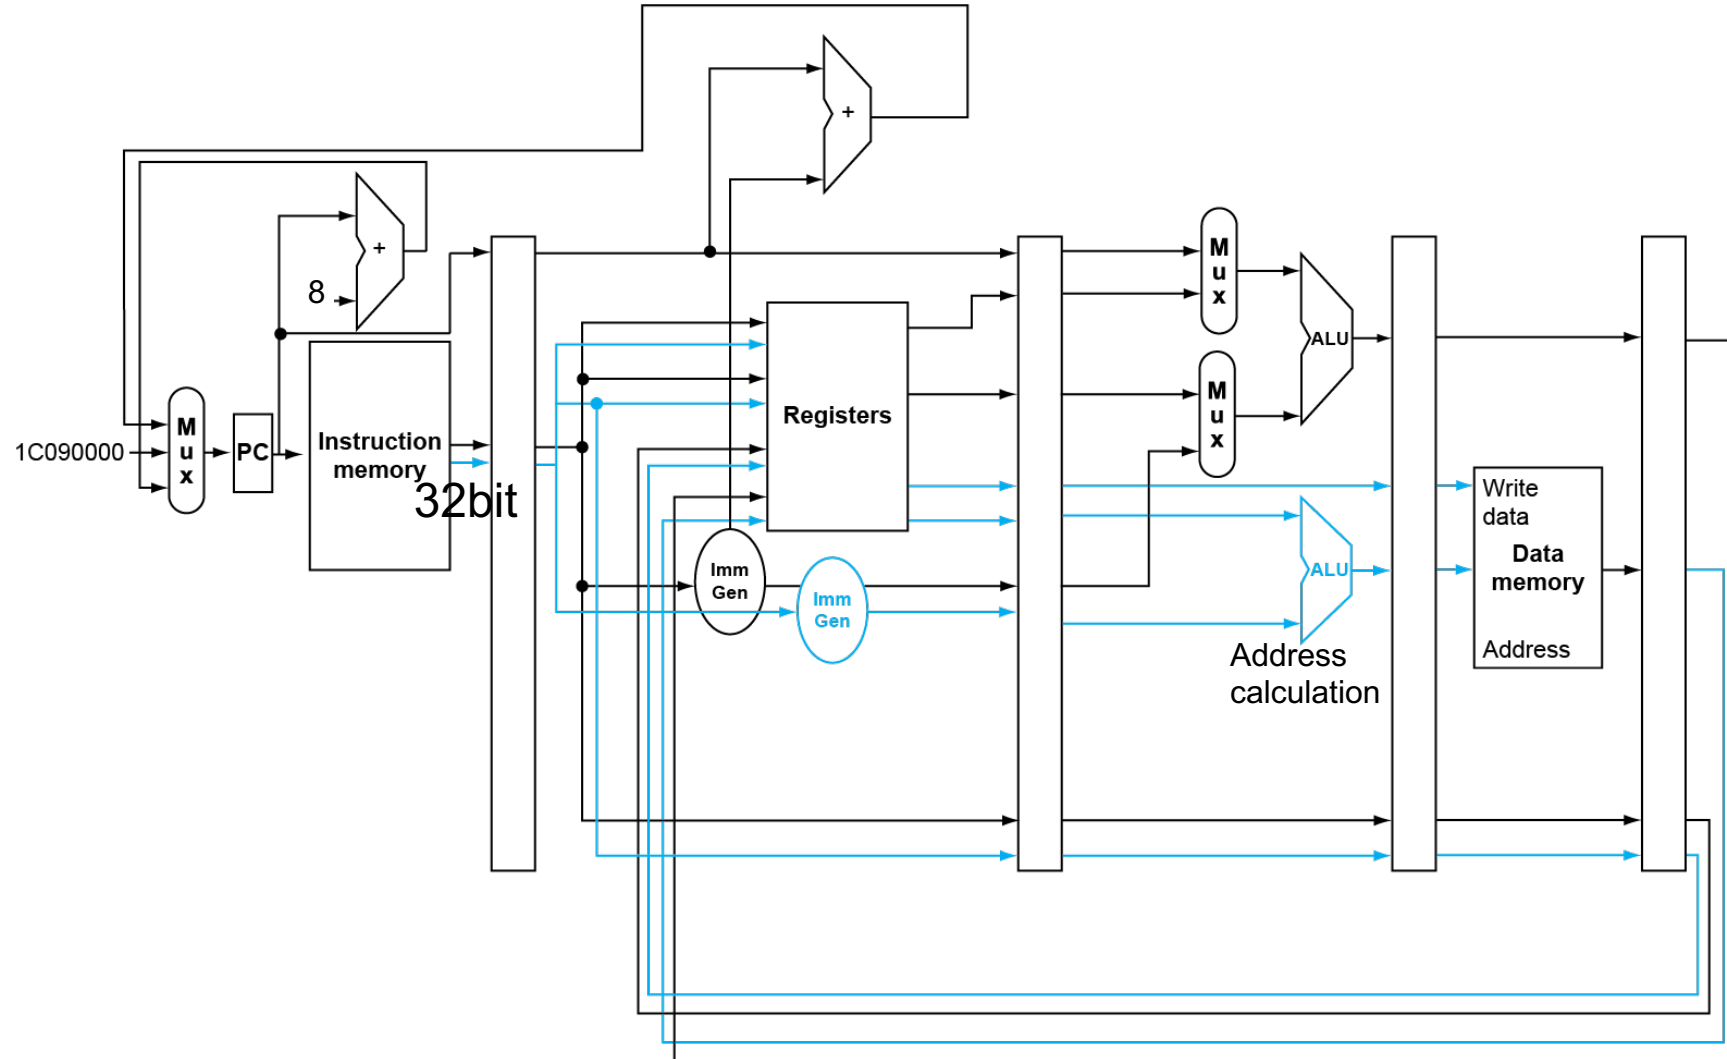 +
+
8
M
u
x
M
u
x
ALU
M
u
x
1C090000
M
u
x
PC
Instruction
memory
32bit
Registers
Imm
Gen
Imm
Gen
ALU
Address
calculation
Write
data
Data
memory
Address